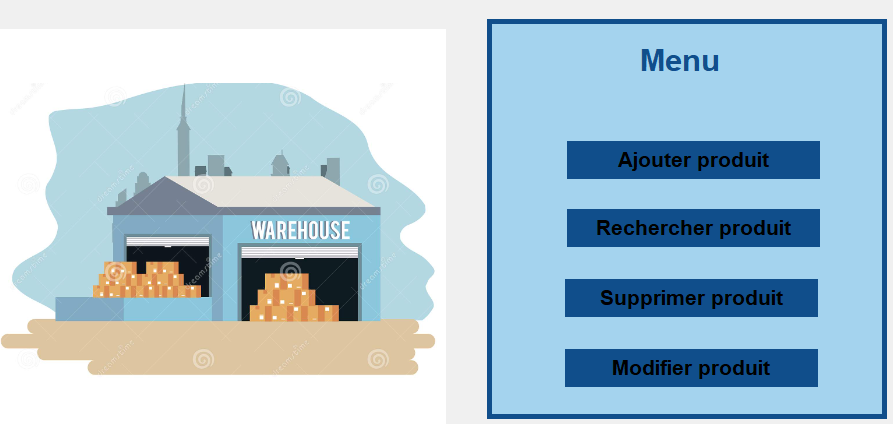 WAREHOUSE
Menu
Ajouter produit
Rechercher produit
Supprimer produit
Modifier produit